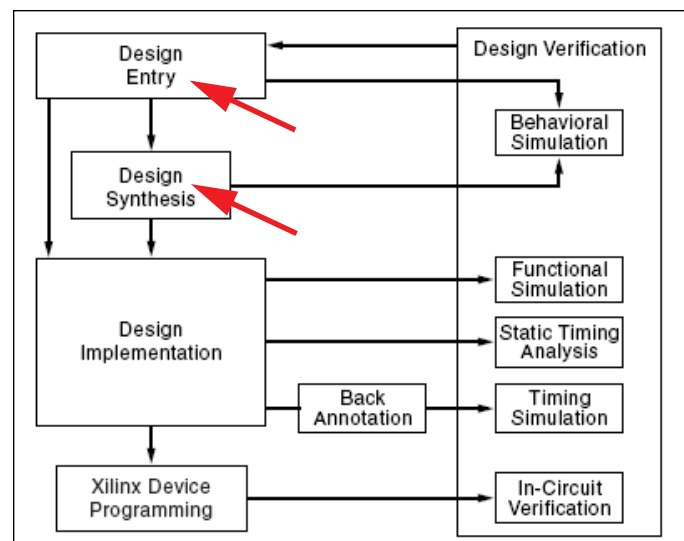 Design
Entry
Design Verification
Behavioral
Simulation
Design
Synthesis
Functional
Simulation
Design
Implementation
Static Timing
Analysis
Back
Annotation
Timing
Simulation
Xilinx Device
Programming
In-Circuit
Verification